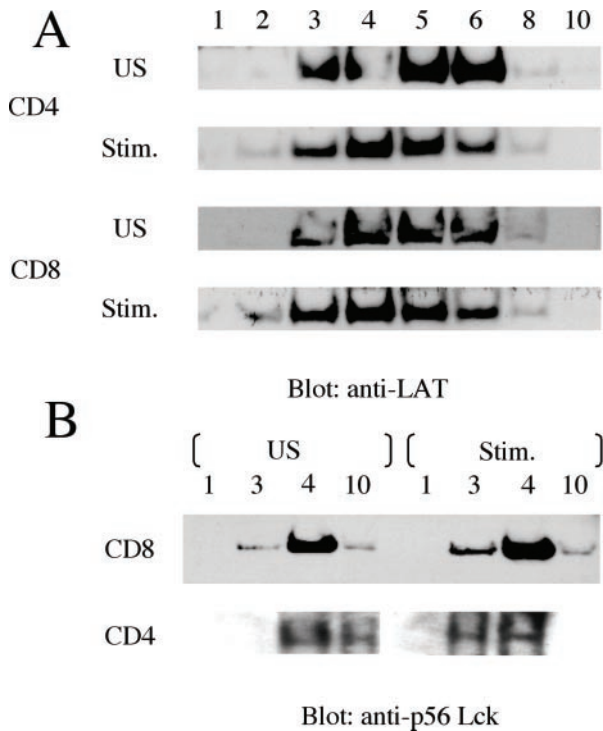 A
1 2 3 4 5 6 8 10
US
CD4
Stim.
US
CD8
Stim.
Blot: anti-LAT
B
[ US ] [ Stim. ]
1 3 4 10 1 3 4 10
CD8
CD4
Blot: anti-p56 Lck